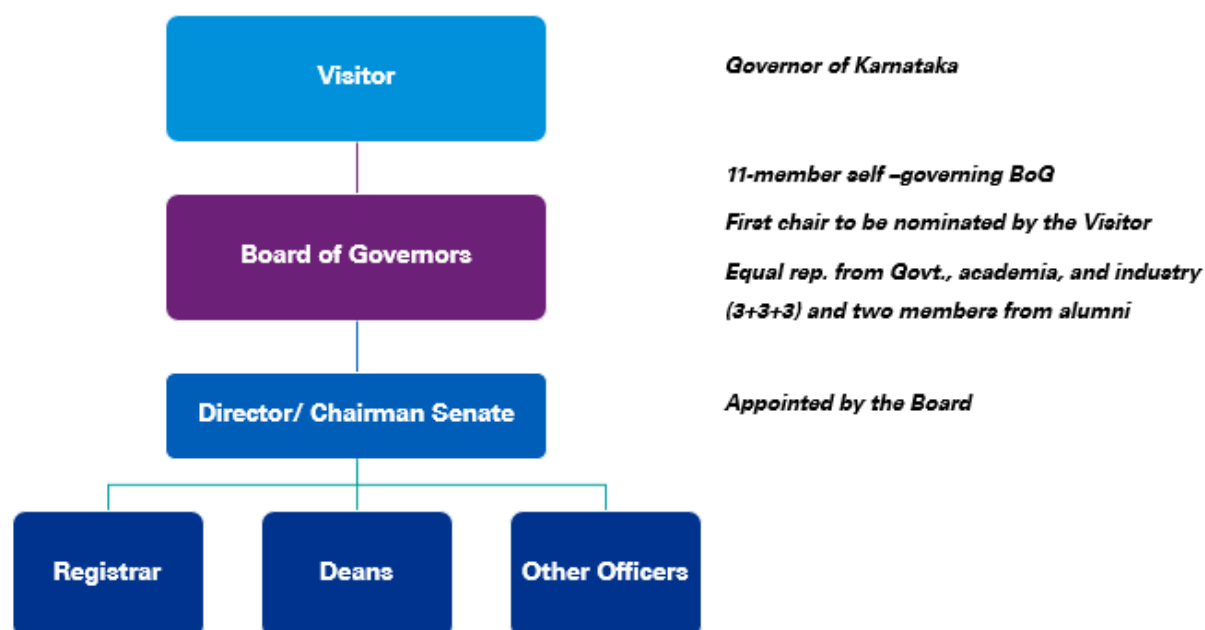 Visitor
Governor of Karnataka
11-member self –governing BoG
First chair to be nominated by the Visitor
Board of Governors
Equal rep. from Govt., academia, and industry
(3+3+3) and two members from alumni
Director/ Chairman Senate
Appointed by the Board
Registrar
Deans
Other Officers